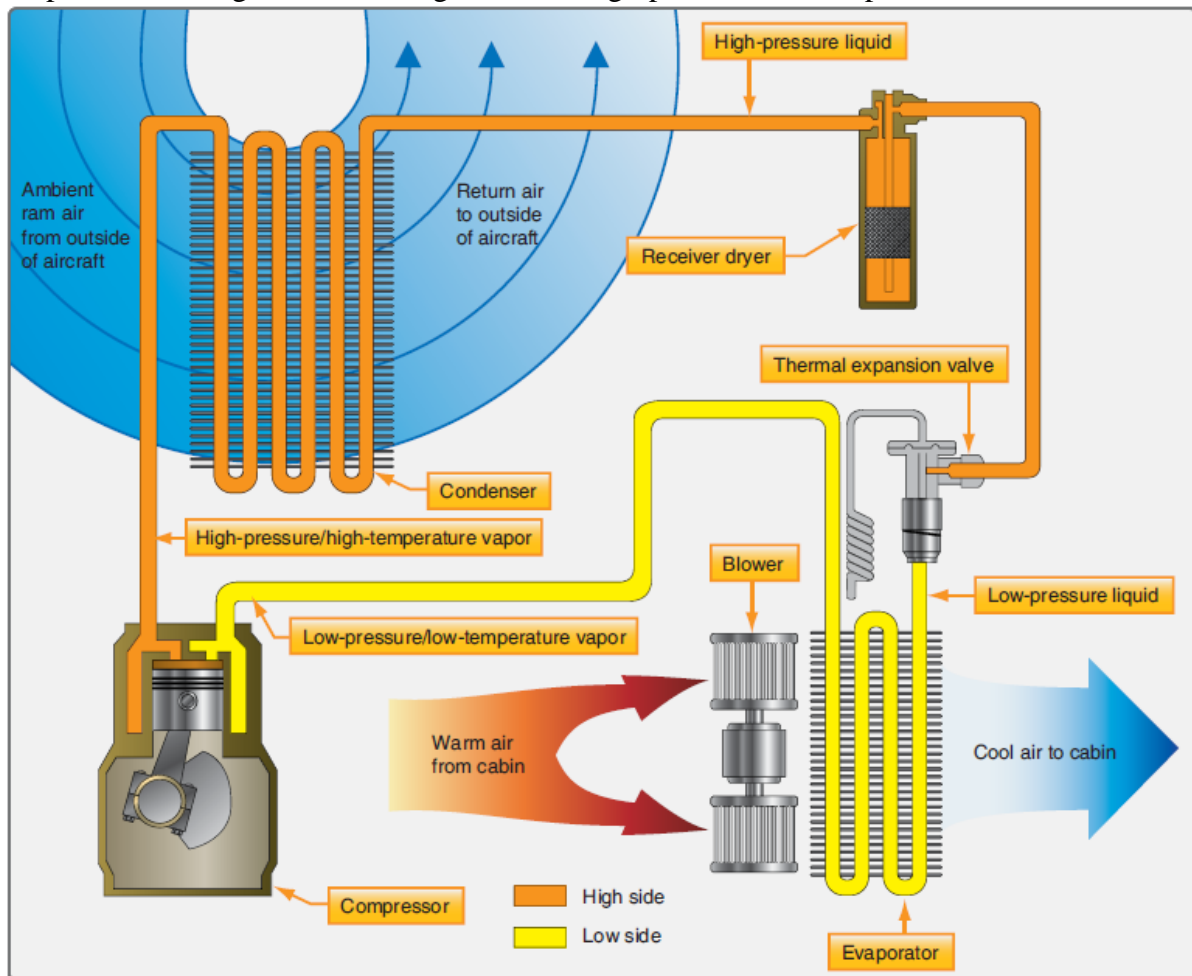 High-pressure liquid
Ambient
ram air
from outside
of aircraft
Return air
to outside
of aircraft
Receiver dryer
Thermal expansion valve
Condenser
High-pressure/high-temperature vapor
Blower
Low-pressure liquid
Low-pressure/low-temperature vapor
Warm air
from cabin
Cool air to cabin
Compressor
High side
Low side
Evaporator